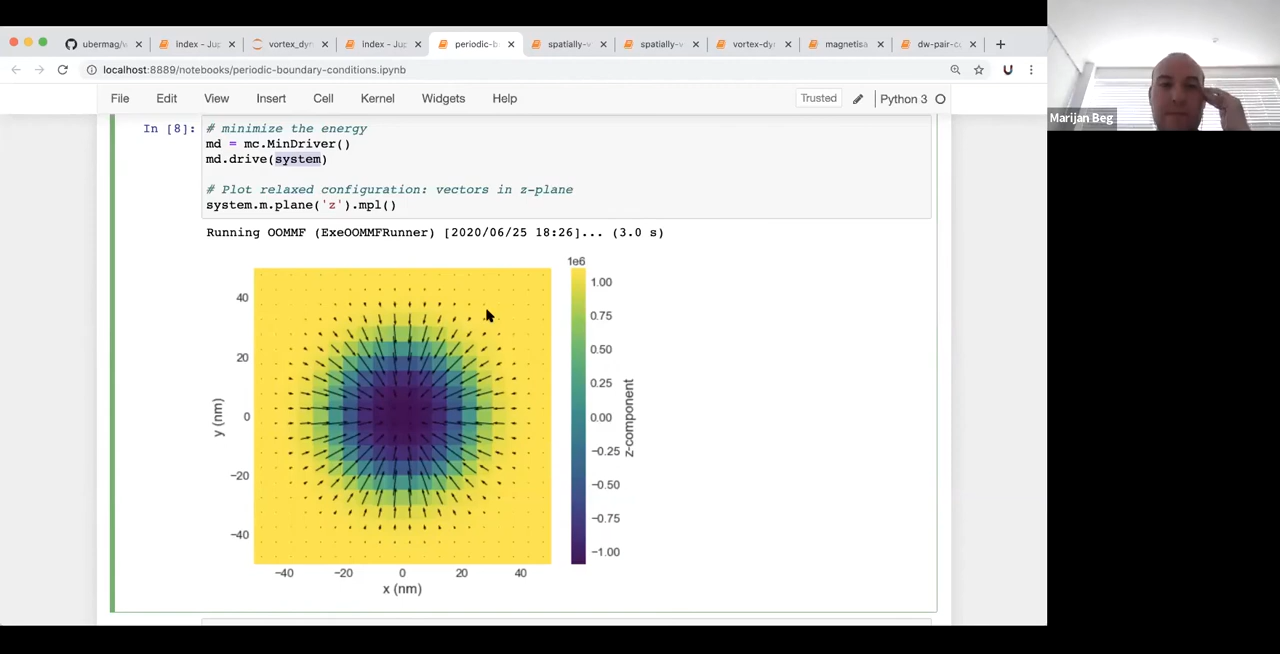 ubermag/
Index - Jup
vortex_dyn
Index - Jup
periodic-b
spatially-v
spatially-v
vortex-dy
magnetisa
dw-pair-c
localhost:8889/notebooks/periodic-boundary-conditions.ipynb
File Edit View Insert Cell Kernel Widgets Help Trusted Python 3
Marijan Beg
In [8]: # minimize the energy
md = mc.MinDriver()
md.drive(system)
# Plot relaxed configuration: vectors in z-plane
system.m.plane('z').mpl()
Running OOMMF (ExeOOMMFRunner) [2020/06/25 18:26]... (3.0 s)
1e6
40
20
0
−20
−40
y (nm)
−40 −20 0 20 40
x (nm)
1.00
0.75
0.50
0.25
0.00
−0.25
−0.50
−0.75
−1.00
z-component